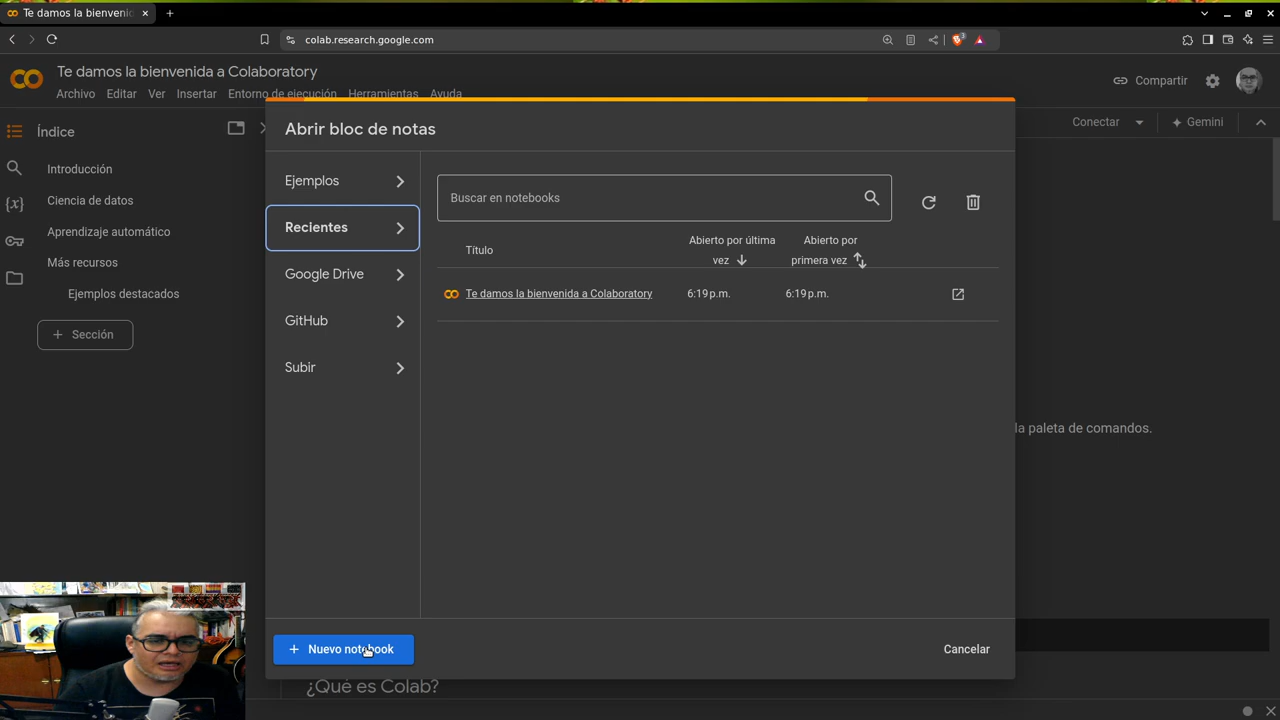 Te damos la bienvenid
colab.research.google.com
Te damos la bienvenida a Colaboratory
Archivo Editar Ver Insertar Entorno de ejecución Herramientas Ayuda
Compartir
Conectar
Gemini
Índice
Introducción
Ciencia de datos
Aprendizaje automático
Más recursos
Ejemplos destacados
+ Sección
Abrir bloc de notas
Ejemplos
Recientes
Google Drive
GitHub
Subir
Buscar en notebooks
Título
Abierto por última
vez
Abierto por
primera vez
Te damos la bienvenida a Colaboratory
6:19 p.m.
6:19 p.m.
la paleta de comandos.
+ Nuevo notebook
Cancelar
¿Qué es Colab?